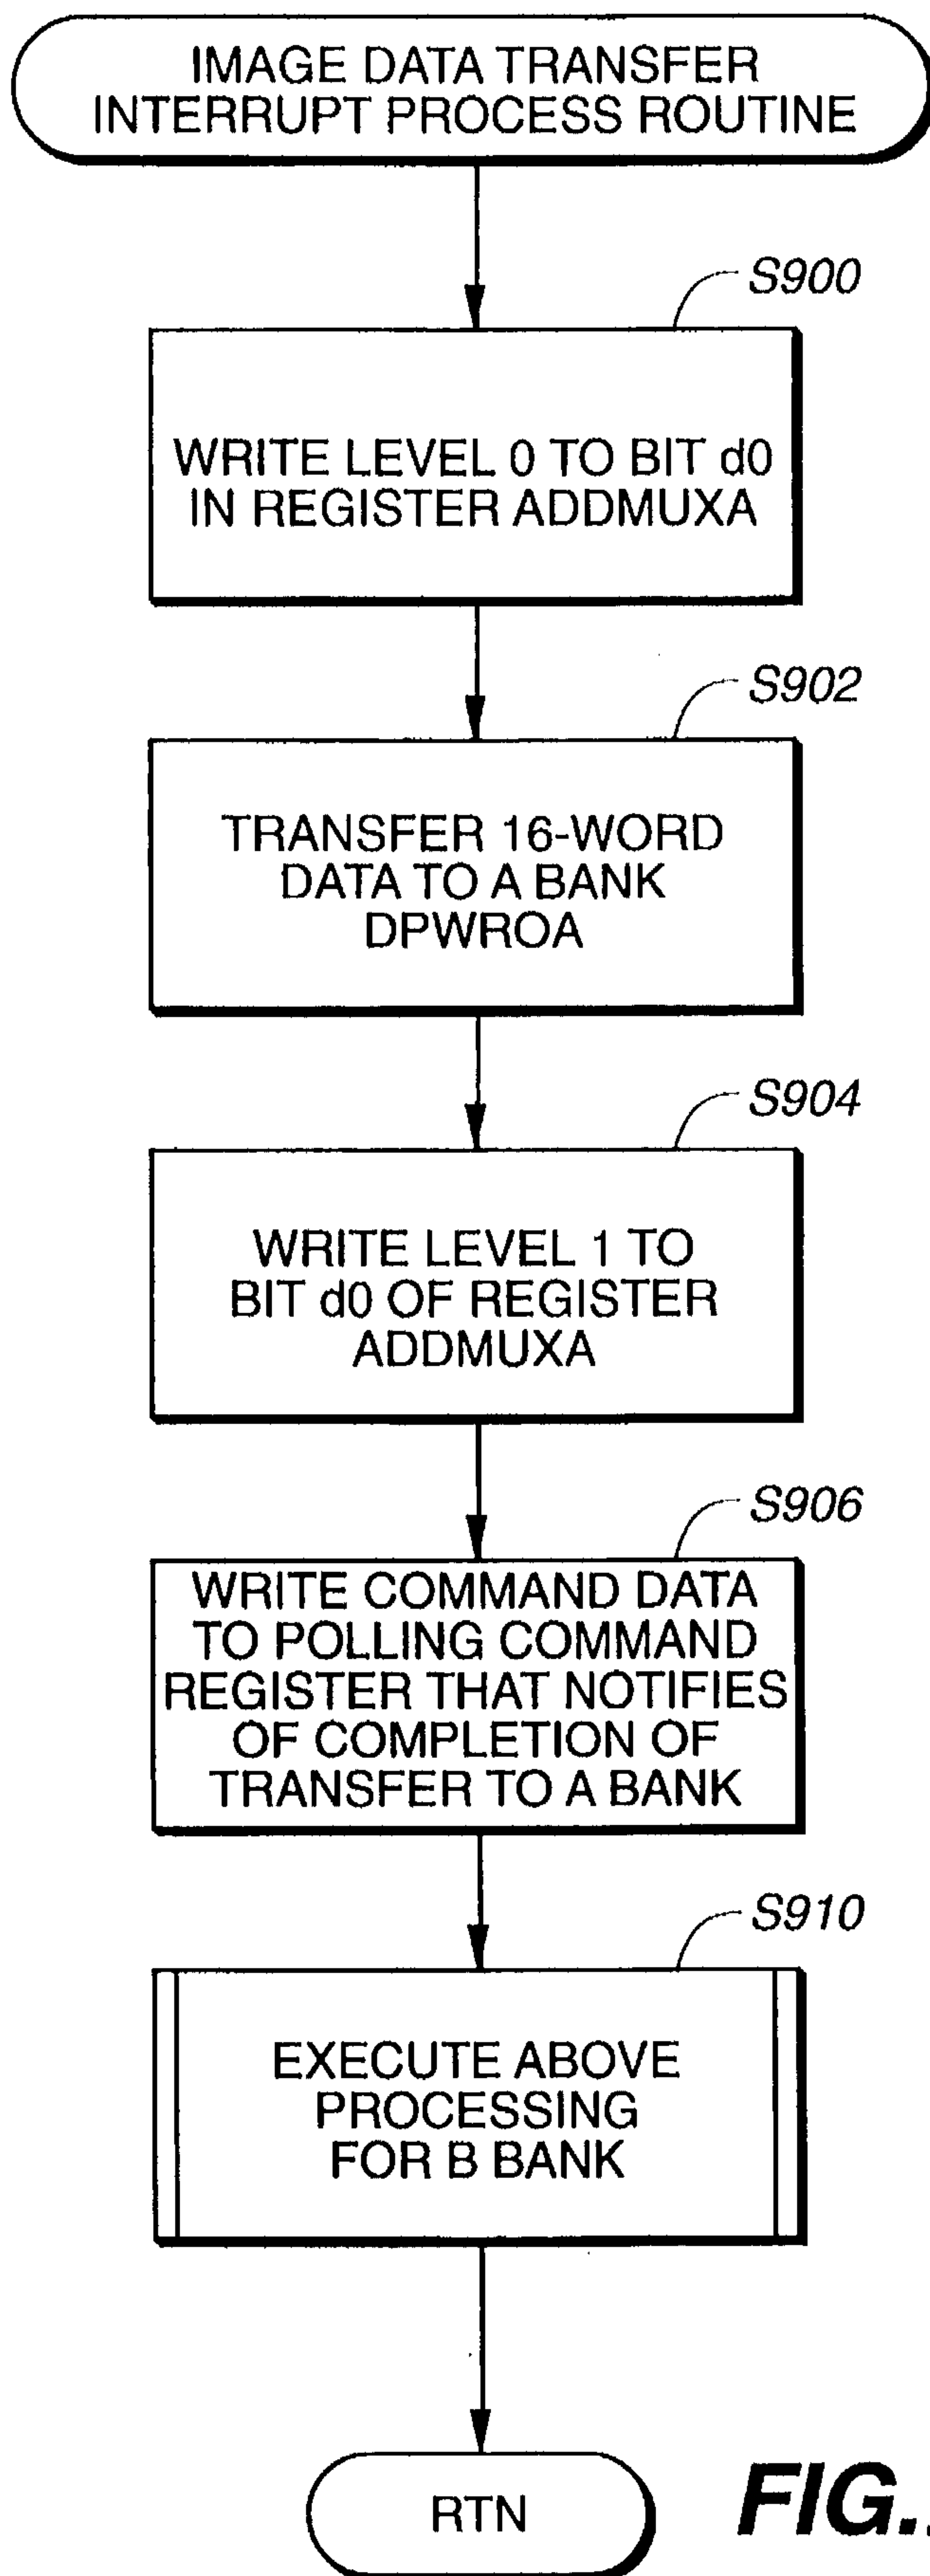 IMAGE DATA TRANSFER
INTERRUPT PROCESS ROUTINE
S900
WRITE LEVEL 0 TO BIT d0
IN REGISTER ADDMUXA
S902
TRANSFER 16-WORD
DATA TO A BANK
DPWROA
S904
WRITE LEVEL 1 TO
BIT d0 OF REGISTER
ADDMUXA
S906
WRITE COMMAND DATA
TO POLLING COMMAND
REGISTER THAT NOTIFIES
OF COMPLETION OF
TRANSFER TO A BANK
S910
EXECUTE ABOVE
PROCESSING
FOR B BANK
RTN
FIG.